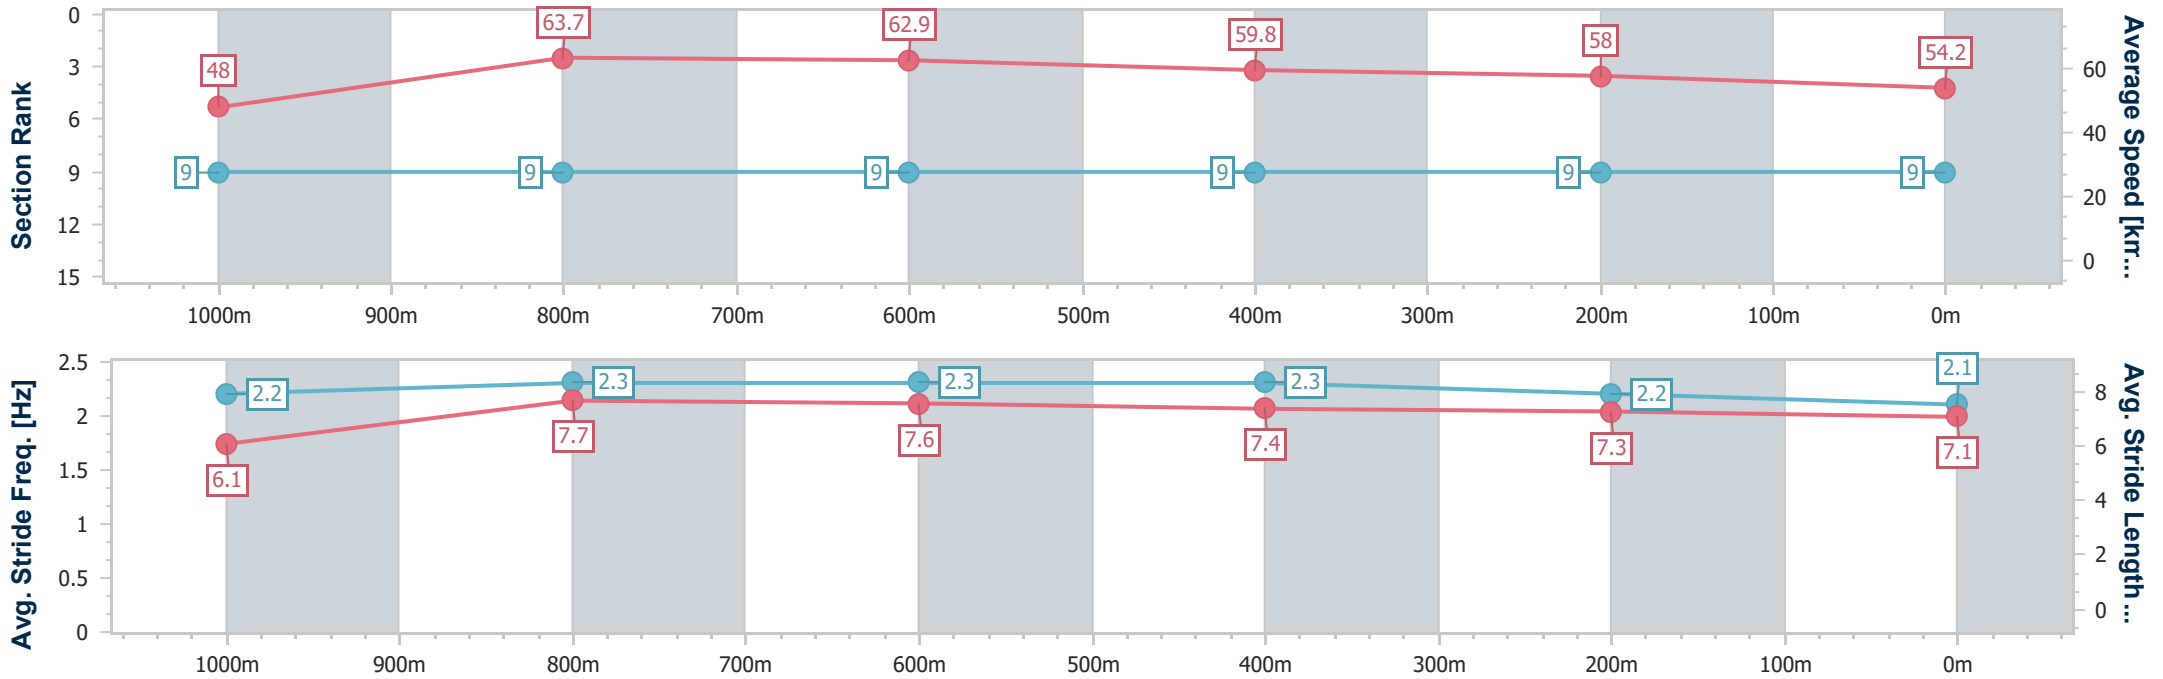 Section Rank
0
3
6
9
12
15
48
63.7
62.9
59.8
58
54.2
9
9
9
9
9
9
60
40
20
0
Average Speed [km...
1000m
900m
800m
700m
600m
500m
400m
300m
200m
100m
0m
Avg. Stride Freq. [Hz]
2.5
2
1.5
1
0.5
0
2.2
2.3
2.3
2.3
2.2
2.1
6.1
7.7
7.6
7.4
7.3
7.1
8
6
4
2
0
Avg. Stride Length ...
1000m
900m
800m
700m
600m
500m
400m
300m
200m
100m
0m